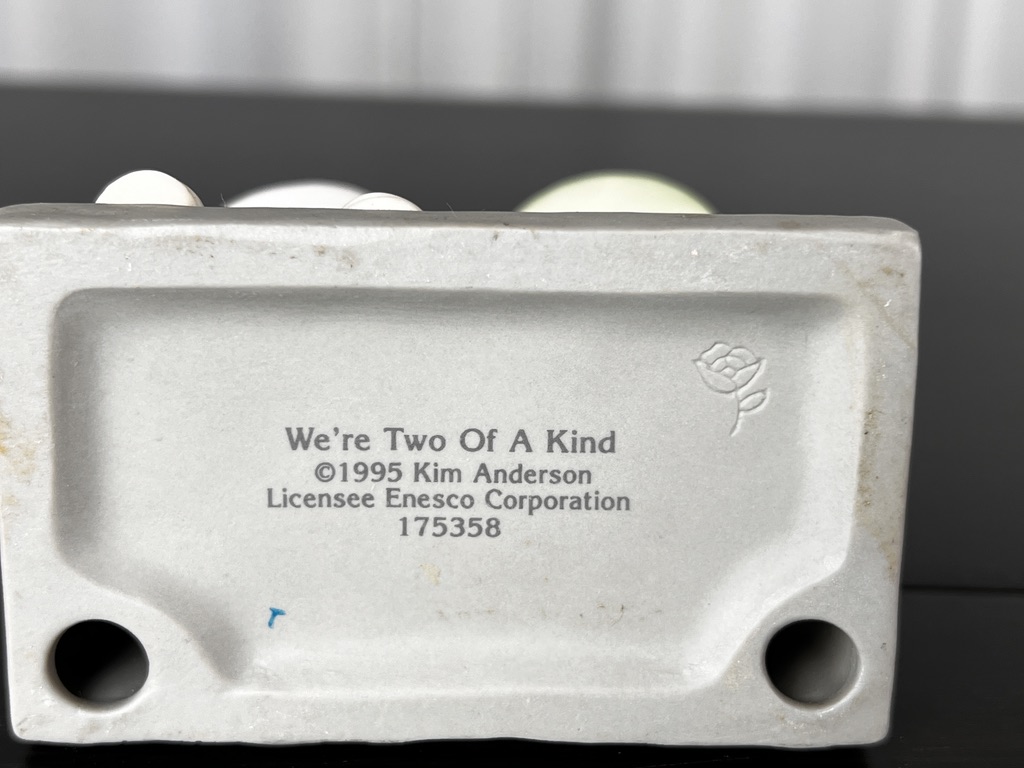 We're Two Of A Kind
©1995 Kim Anderson
Licensee Enesco Corporation
175358